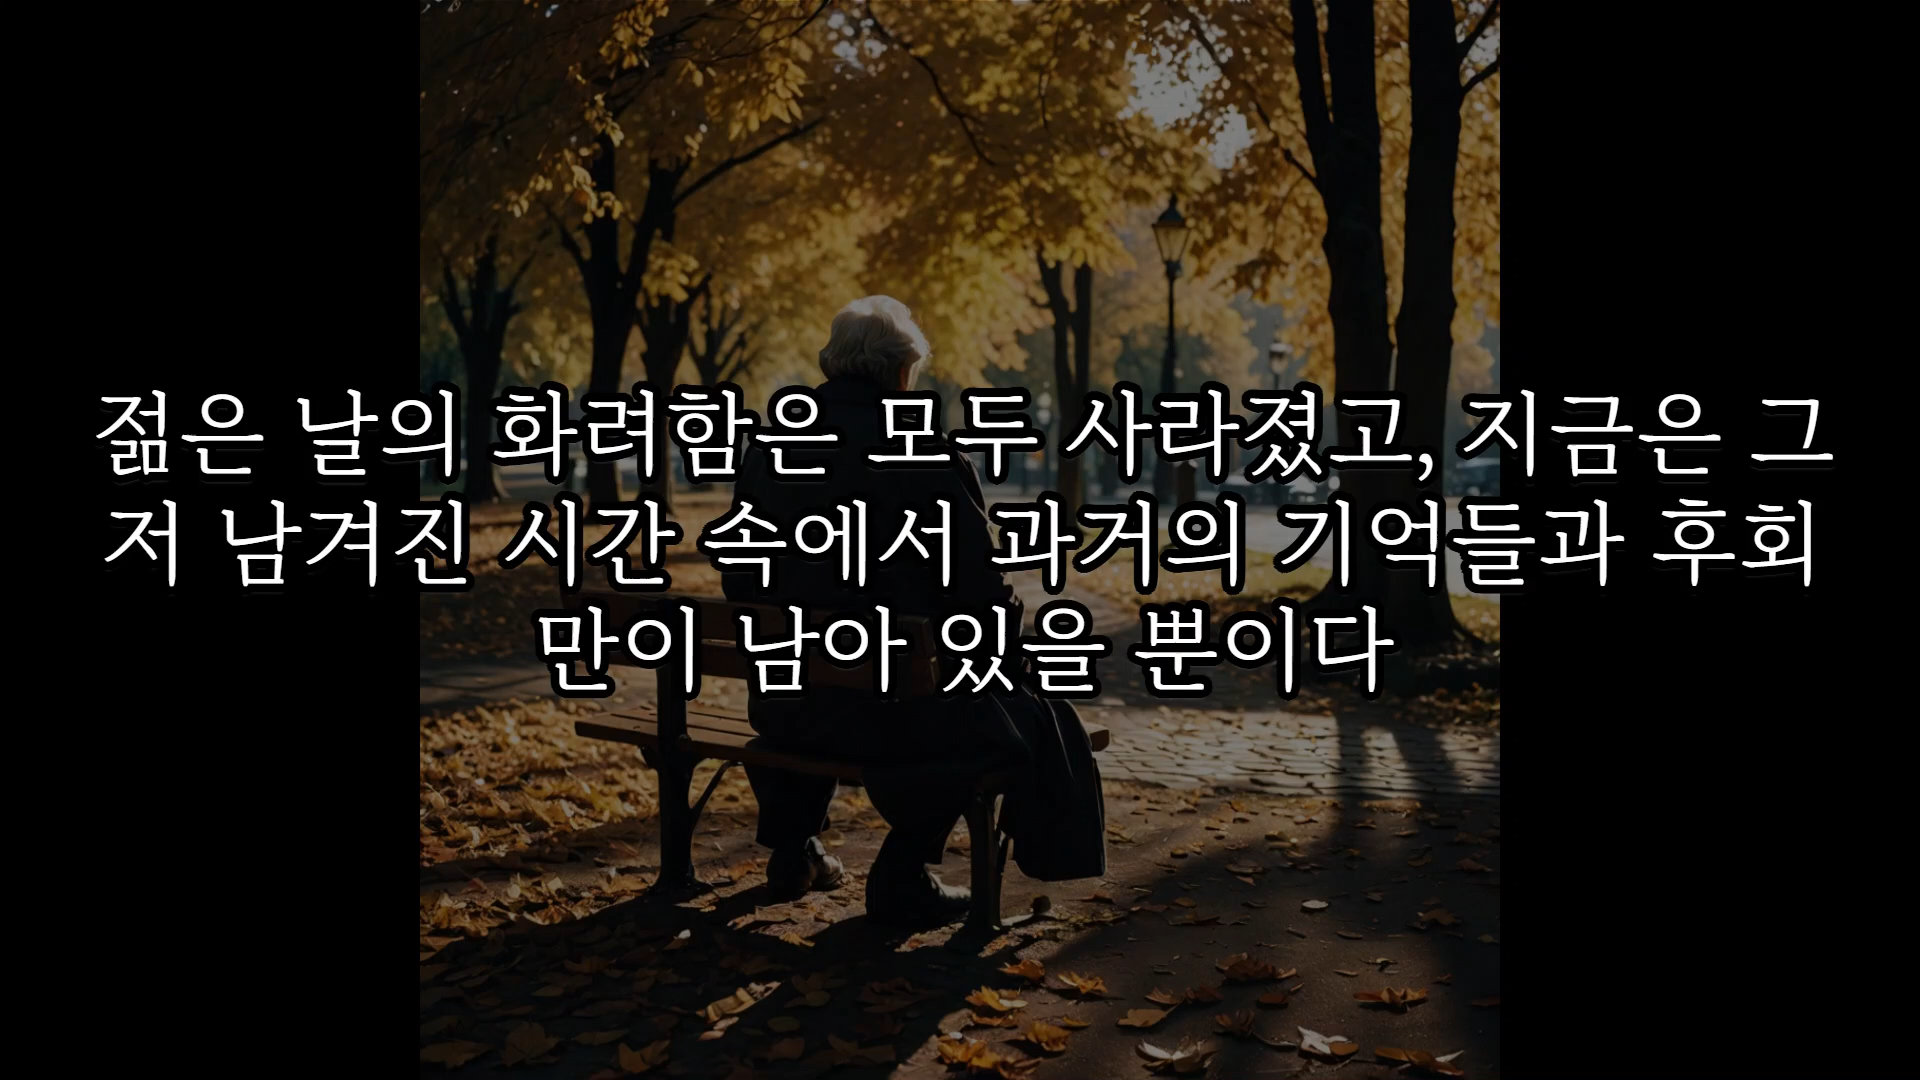 젊은 날의 화려함은 모두 사라졌고, 지금은 그
저 남겨진 시간 속에서 과거의 기억들과 후회
만이 남아 있을 뿐이다